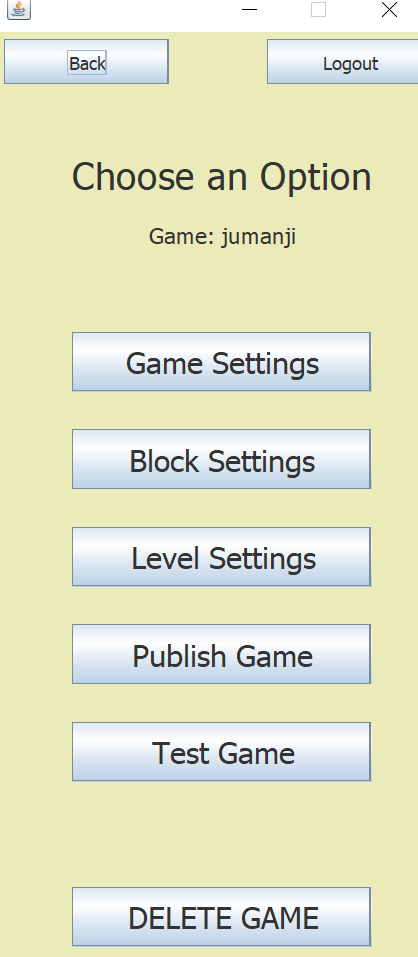 Back
Logout
Choose an Option
Game: jumanji
Game Settings
Block Settings
Level Settings
Publish Game
Test Game
DELETE GAME